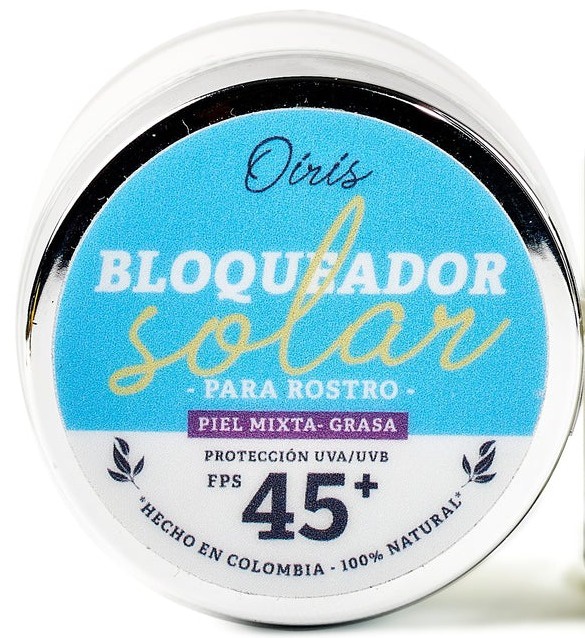 Oiris
BLOQUEADOR
solar
- PARA ROSTRO -
PIEL MIXTA- GRASA
PROTECCIÓN UVA/UVB
FPS 45+
*HECHO EN COLOMBIA - 100% NATURAL*